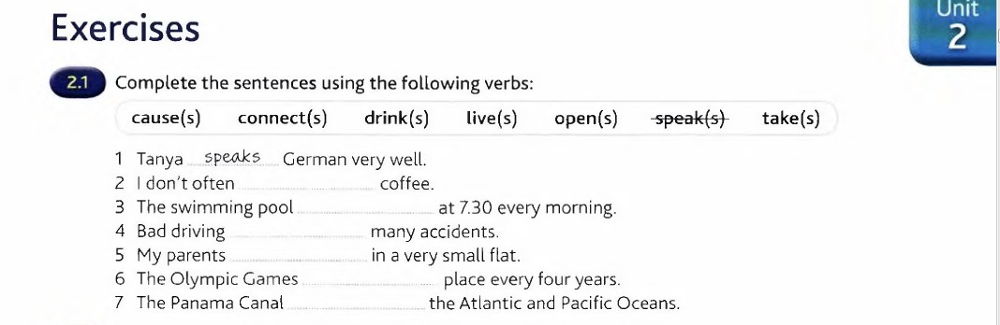 Exercises
Unit
2
2.1 Complete the sentences using the following verbs:
cause(s) connect(s) drink(s) live(s) open(s) speak(s) take(s)
1 Tanya speaks German very well.
2 I don't often ........ coffee.
3 The swimming pool ........ at 7.30 every morning.
4 Bad driving ........ many accidents.
5 My parents ........ in a very small flat.
6 The Olympic Games ........ place every four years.
7 The Panama Canal ........ the Atlantic and Pacific Oceans.